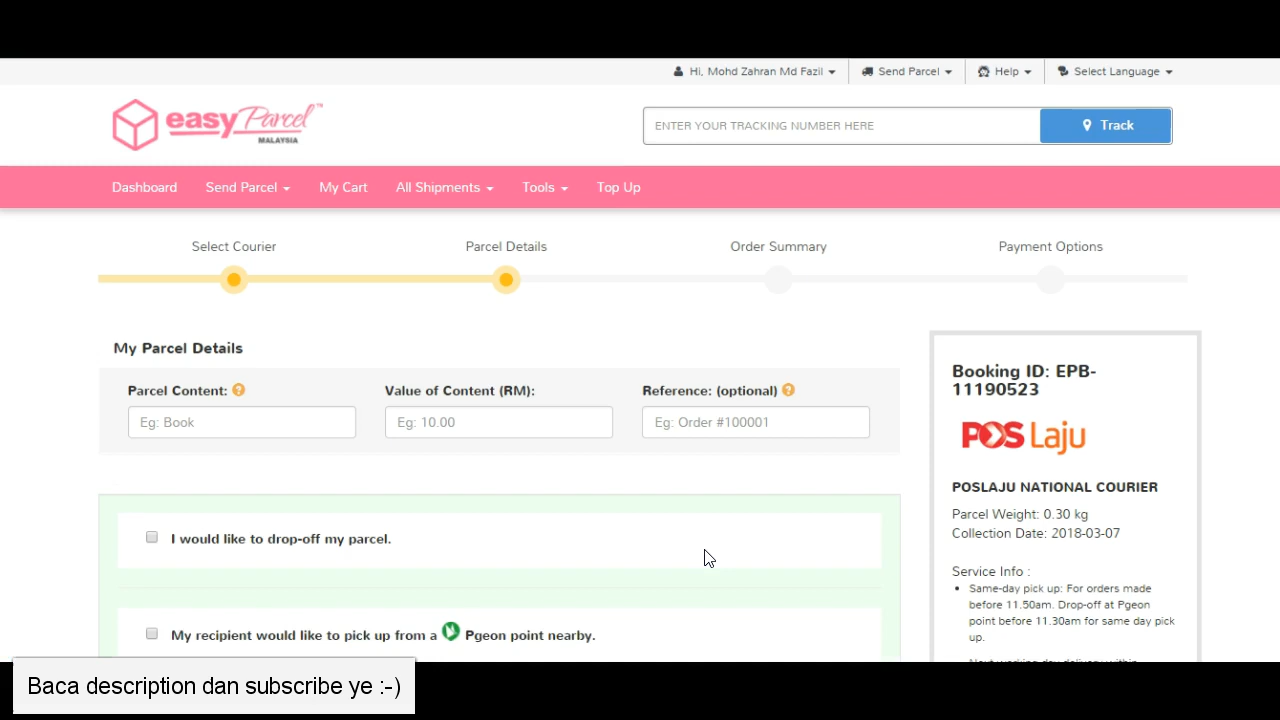 Hi, Mohd Zahran Md Fazil
Send Parcel
Help
Select Language
easyParcel™
MALAYSIA
ENTER YOUR TRACKING NUMBER HERE
Track
Dashboard
Send Parcel
My Cart
All Shipments
Tools
Top Up
Select Courier
Parcel Details
Order Summary
Payment Options
My Parcel Details
Parcel Content: ?
Value of Content (RM):
Reference: (optional) ?
Eg: Book
Eg: 10.00
Eg: Order #100001
I would like to drop-off my parcel.
My recipient would like to pick up from a Pgeon point nearby.
Booking ID: EPB-
11190523
POS Laju
POSLAJU NATIONAL COURIER
Parcel Weight: 0.30 kg
Collection Date: 2018-03-07
Service Info :
Same-day pick up: For orders made
before 11.50am. Drop-off at Pgeon
point before 11.30am for same day pick
up.
Next working day delivery within
Baca description dan subscribe ye :-)